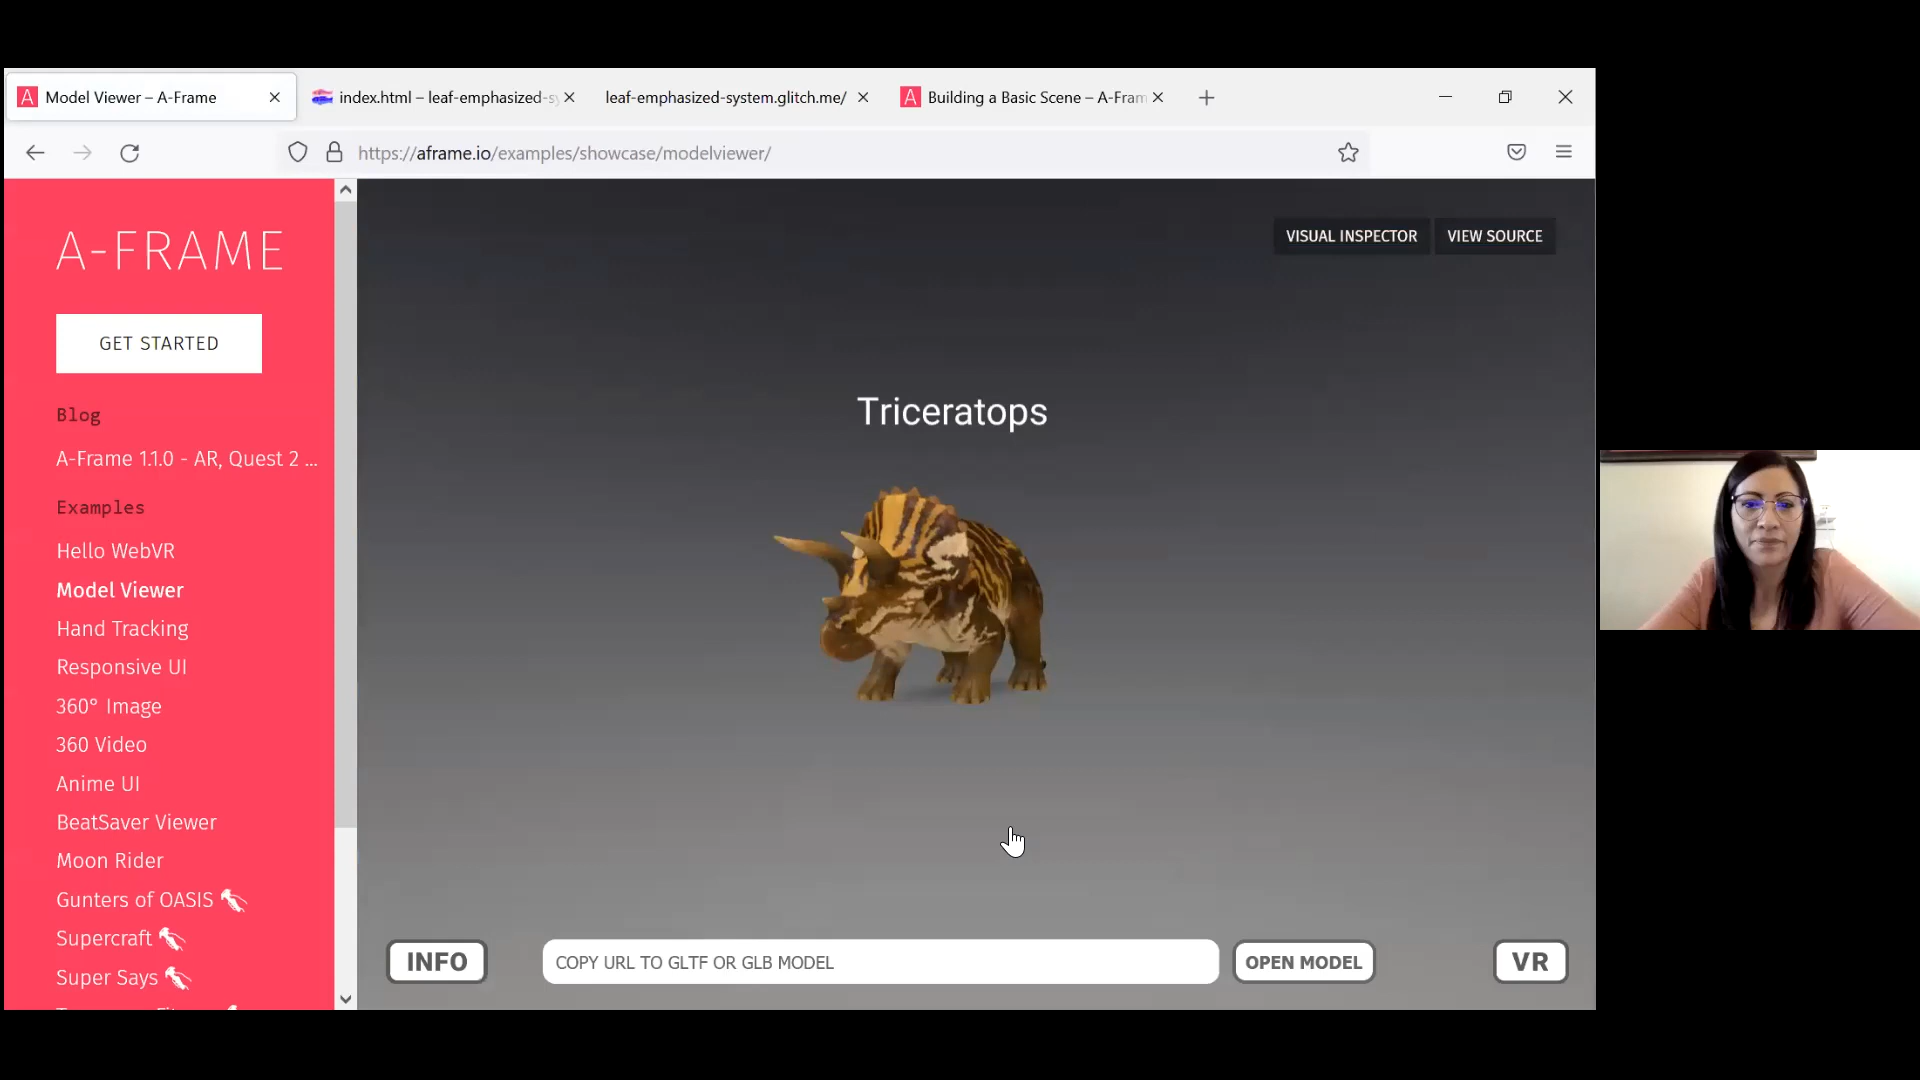 Model Viewer – A-Frame
index.html – leaf-emphasized-sy
leaf-emphasized-system.glitch.me/
Building a Basic Scene – A-Fram
https://aframe.io/examples/showcase/modelviewer/
A-FRAME
GET STARTED
Blog
A-Frame 1.1.0 - AR, Quest 2 ...
Examples
Hello WebVR
Model Viewer
Hand Tracking
Responsive UI
360° Image
360 Video
Anime UI
BeatSaver Viewer
Moon Rider
Gunters of OASIS
Supercraft
Super Says
VISUAL INSPECTOR
VIEW SOURCE
Triceratops
INFO
COPY URL TO GLTF OR GLB MODEL
OPEN MODEL
VR